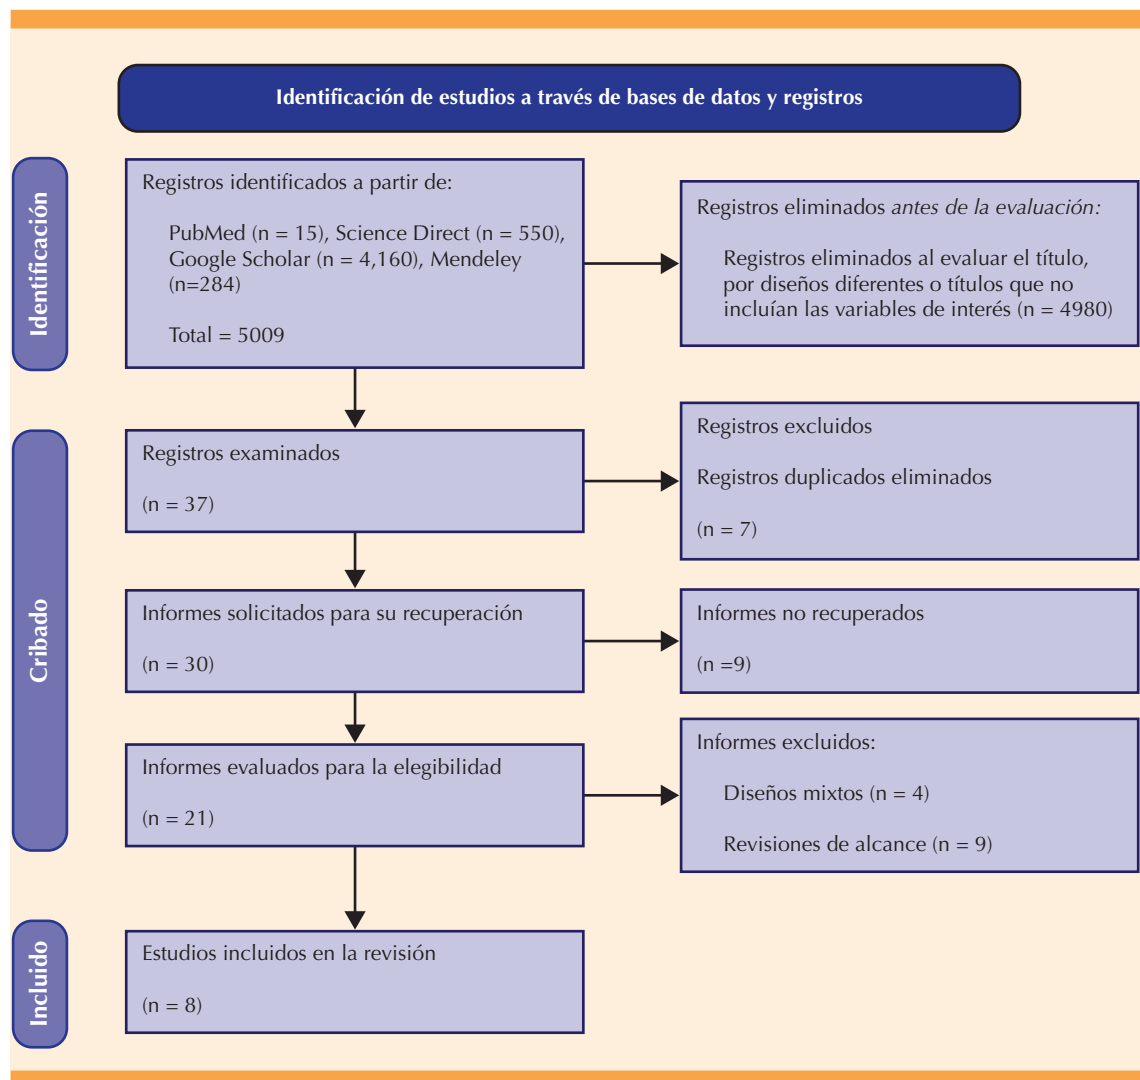 Identificación de estudios a través de bases de datos y registros
Identificación
Registros identificados a partir de:
PubMed (n = 15), Science Direct (n = 550),
Google Scholar (n = 4,160), Mendeley
(n=284)
Total = 5009
Registros eliminados antes de la evaluación:
Registros eliminados al evaluar el título,
por diseños diferentes o títulos que no
incluían las variables de interés (n = 4980)
Cribado
Registros examinados
(n = 37)
Registros excluidos
Registros duplicados eliminados
(n = 7)
Informes solicitados para su recuperación
(n = 30)
Informes no recuperados
(n =9)
Informes evaluados para la elegibilidad
(n = 21)
Informes excluidos:
Diseños mixtos (n = 4)
Revisiones de alcance (n = 9)
Incluido
Estudios incluidos en la revisión
(n = 8)